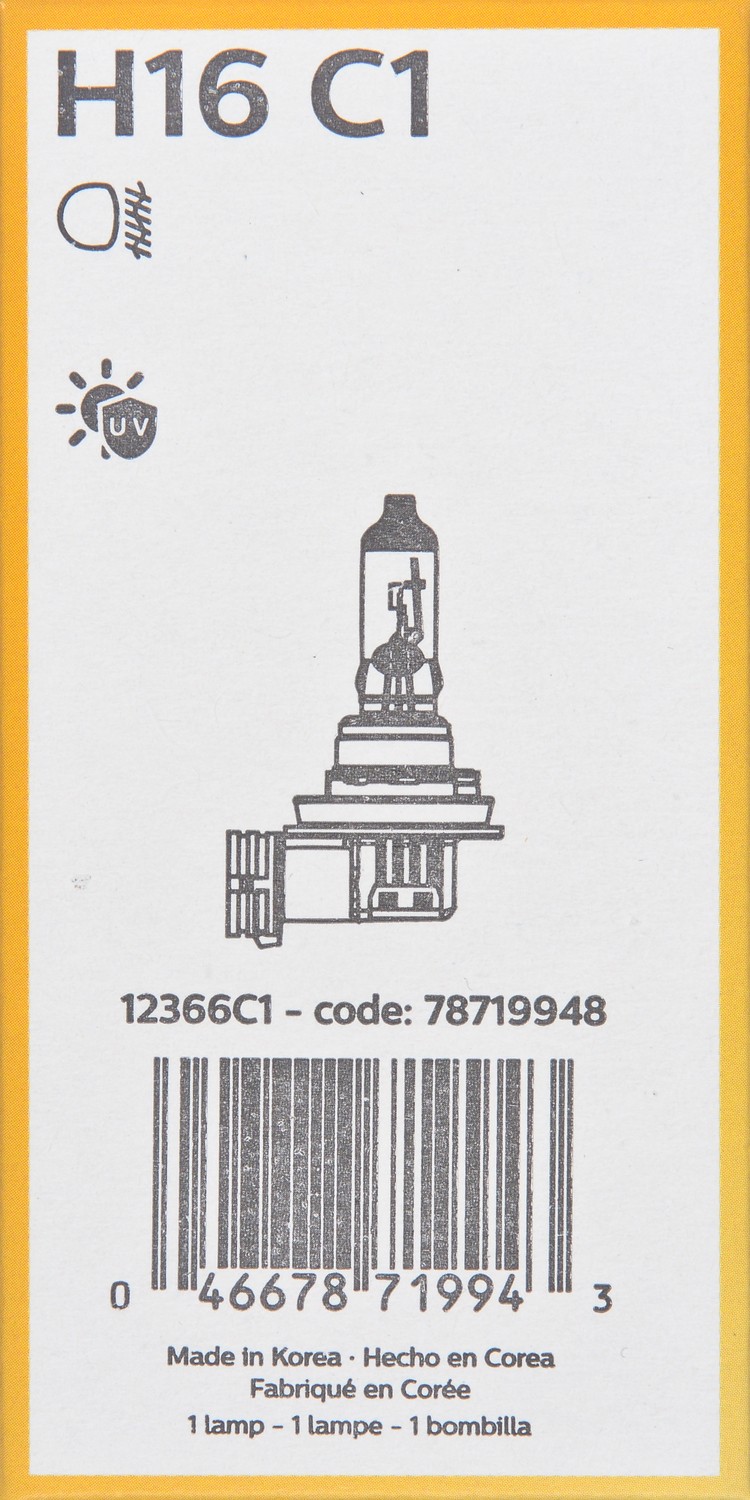 H16 C1
UV
12366C1 – code: 78719948
0 46678 71994 3
Made in Korea · Hecho en Corea
Fabriqué en Corée
1 lamp – 1 lampe – 1 bombilla